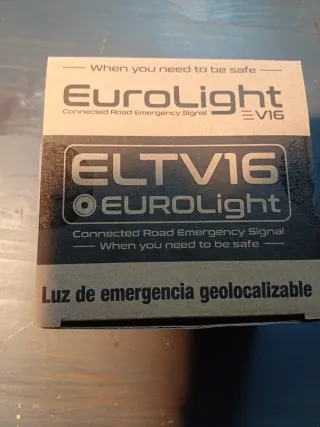 When you need to be safe
EUROLight
Connected Road Emergency Signal
V16
ELTV16
EUROLight
Connected Road Emergency Signal
When you need to be safe
Luz de emergencia geolocalizable